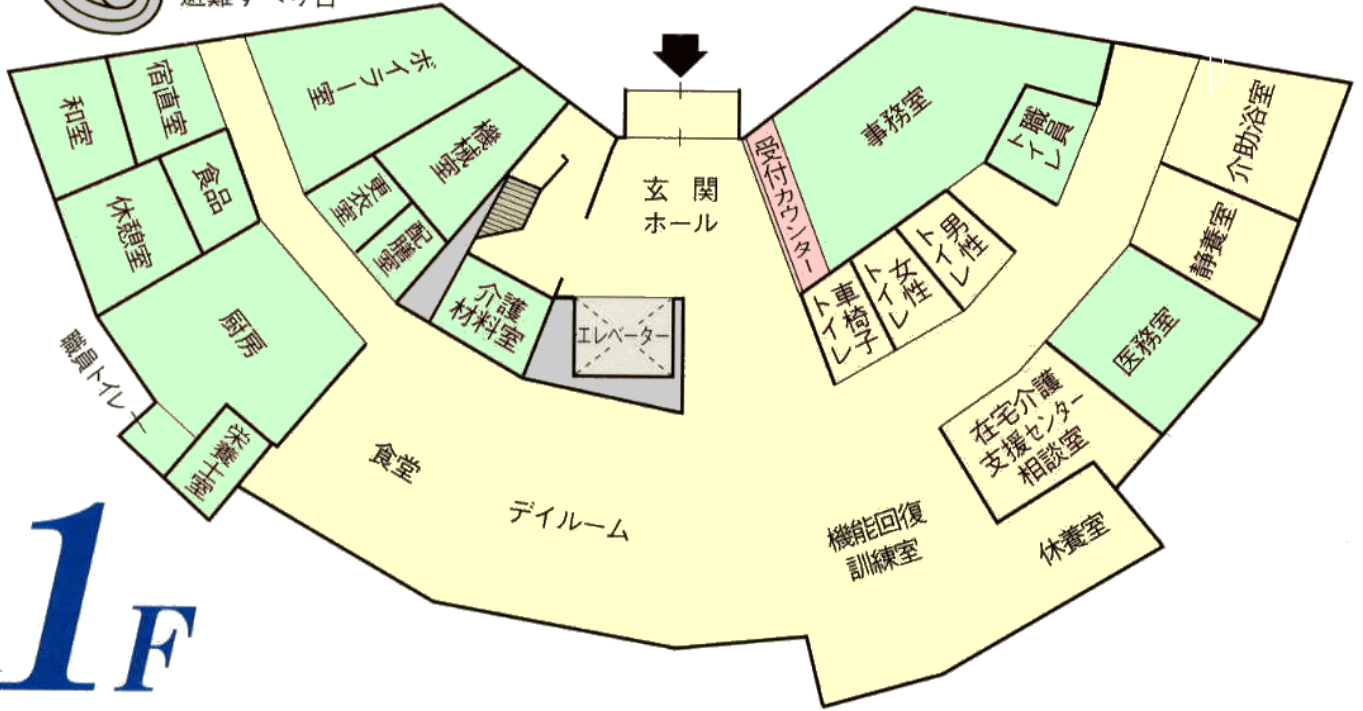 避難すべり台
ボイラー室
宿直室
和室
機械室
食品
休憩室
更衣室
配膳室
厨房
職員トイレ
栄養士室
介護
材料室
エレベーター
玄関
ホール
受付カウンター
事務室
職員
トイレ
男性
トイレ
女性
トイレ
車椅子
トイレ
介助浴室
静養室
医務室
在宅介護
支援センター
相談室
食堂
デイルーム
機能回復
訓練室
休養室
1F